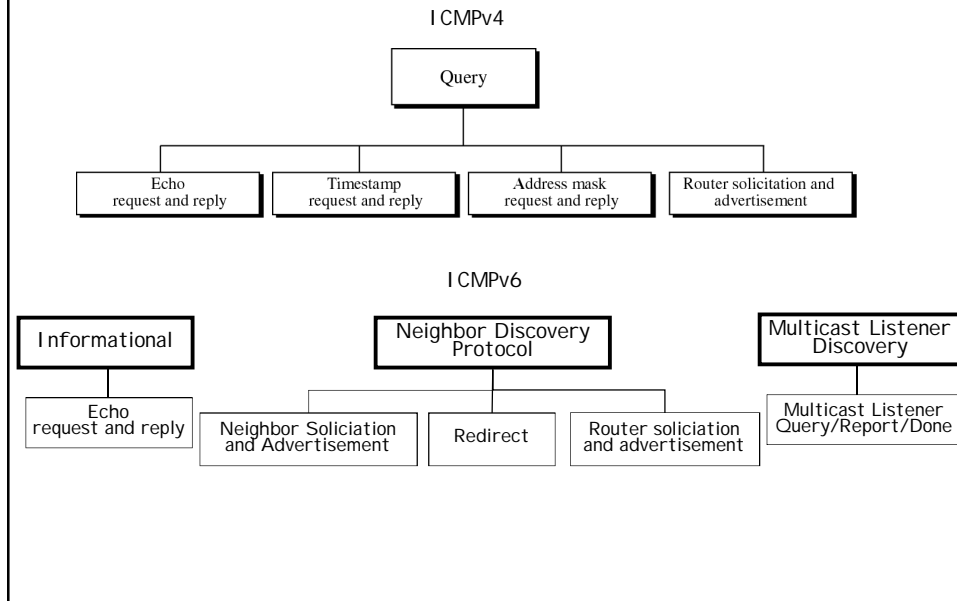 ICMPv4
Query
Echo
request and reply
Timestamp
request and reply
Address mask
request and reply
Router solicitation and
advertisement
ICMPv6
Informational
Echo
request and reply
Neighbor Discovery
Protocol
Neighbor Soliciation
and Advertisement
Redirect
Router soliciation
and advertisement
Multicast Listener
Discovery
Multicast Listener
Query/Report/Done